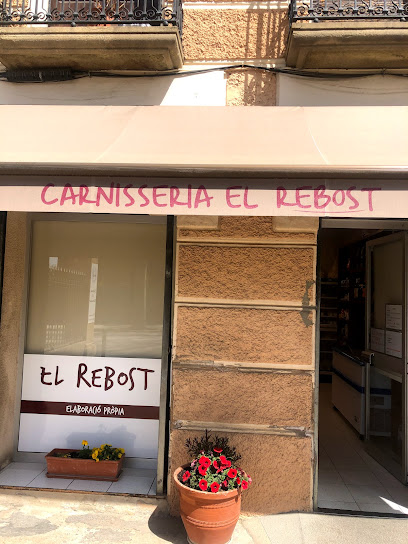 CARNISSERIA EL REBOST
EL REBOST
ELABORACIÓ PRÒPIA